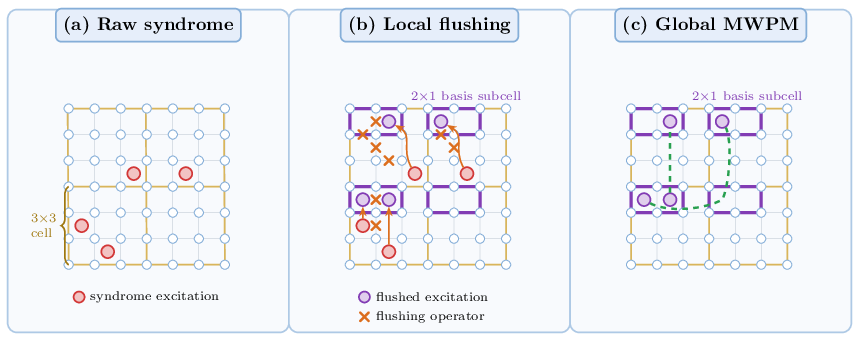 (a) Raw syndrome
(b) Local flushing
(c) Global MWPM
2×1 basis subcell
2×1 basis subcell
3×3
cell
syndrome excitation
flushed excitation
flushing operator